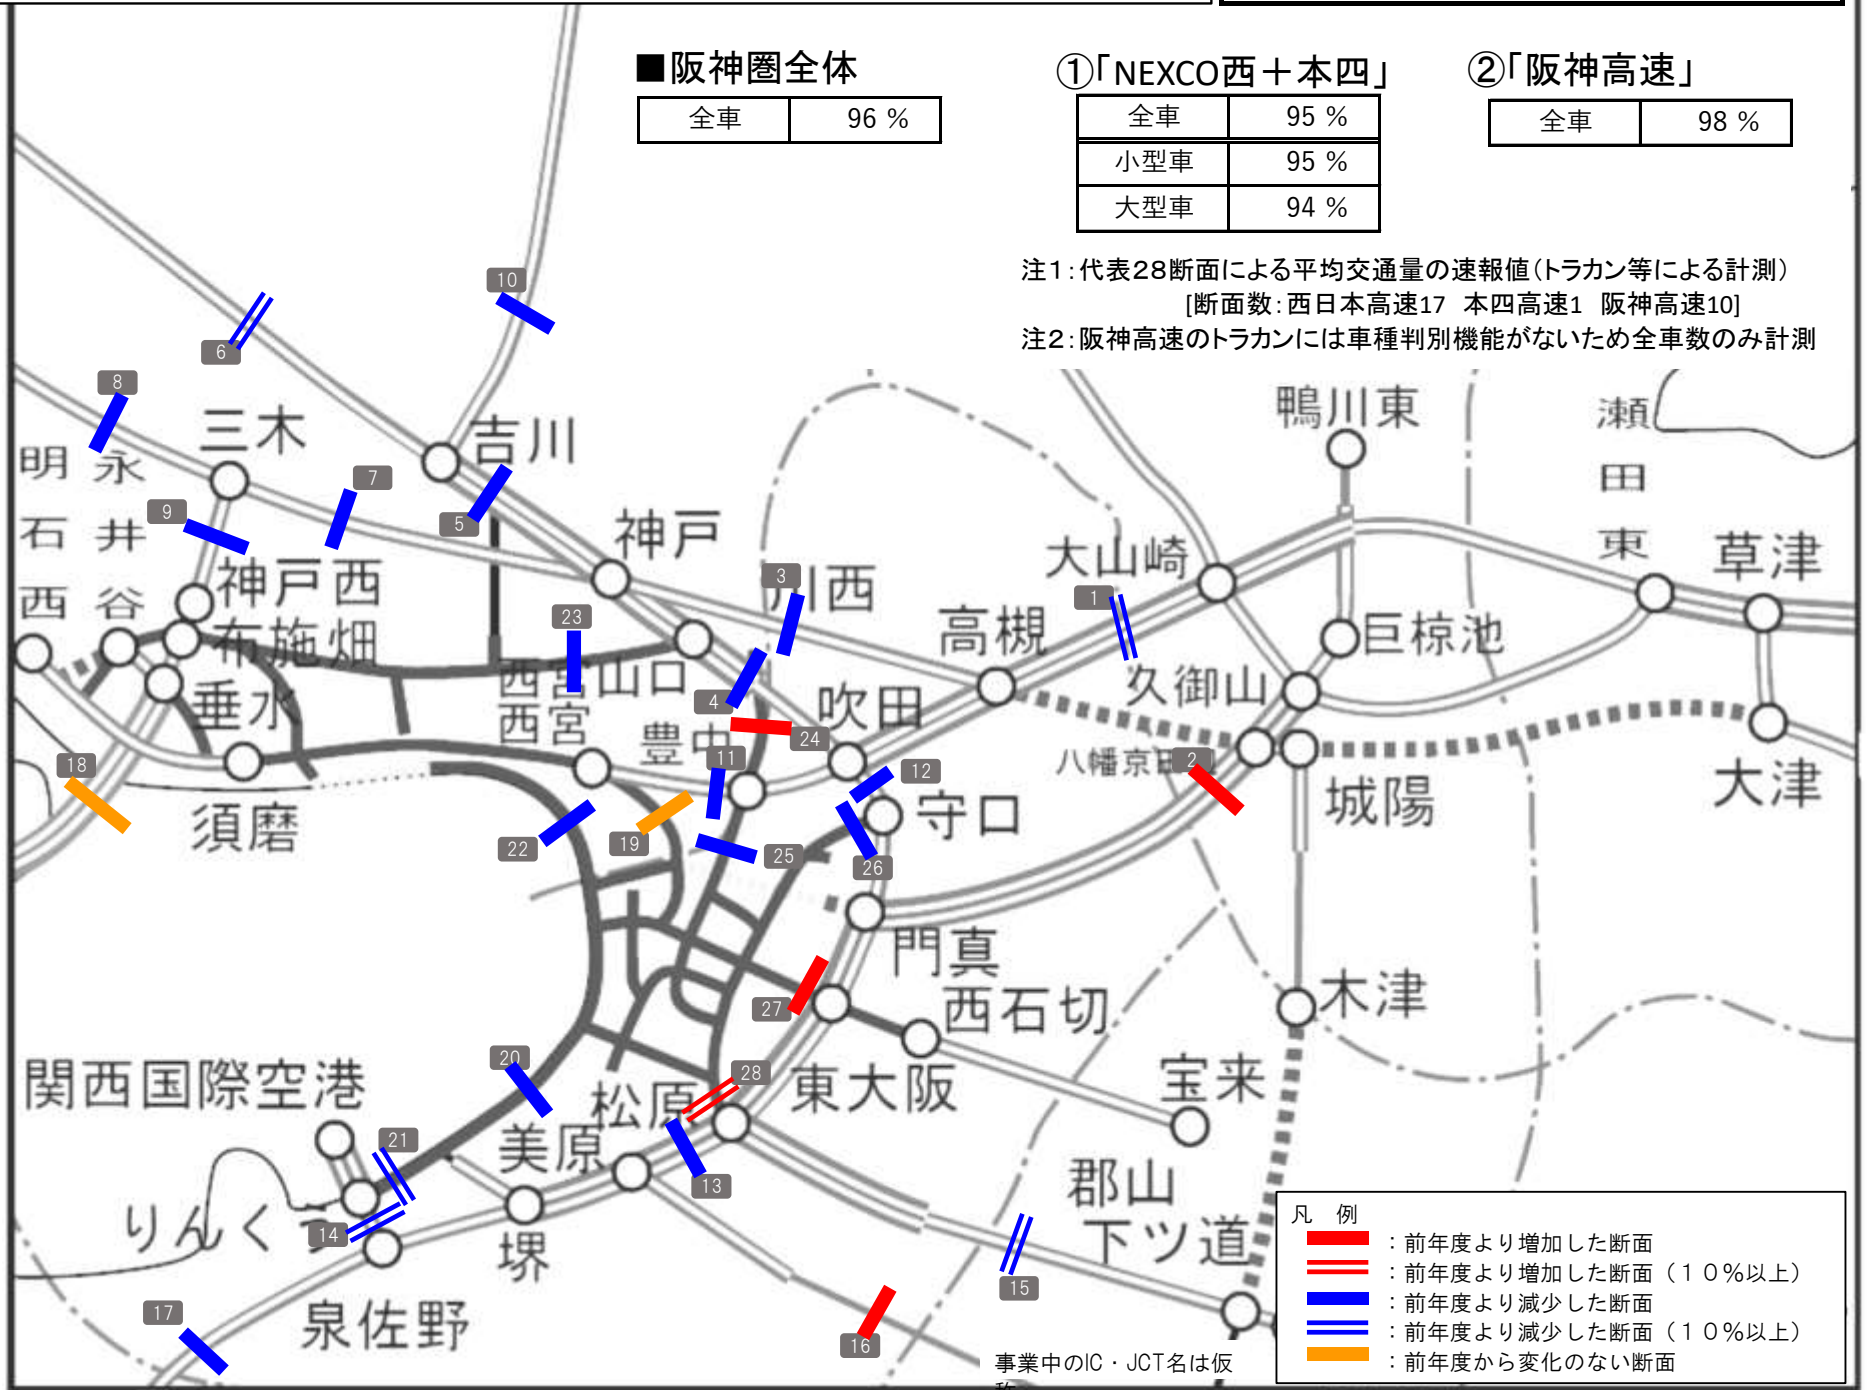 ■阪神圏全体
全車 96 %
①「NEXCO西＋本四」
全車 95 %
小型車 95 %
大型車 94 %
②「阪神高速」
全車 98 %
注1：代表28断面による平均交通量の速報値（トラカン等による計測）
[断面数：西日本高速17 本四高速1 阪神高速10]
注2：阪神高速のトラカンには車種判別機能がないため全車数のみ計測
10
6
8
三木
吉川
鴨川東
瀬田東
明石西
永井谷
7
9
5
神戸
大山崎
草津
神戸西
3
川西
1
高槻
布施畑
23
巨椋池
西宮山口
久御山
垂水
4
吹田
西宮
豊中
24
11
12
八幡京田
2
18
大津
城陽
須磨
守口
22
19
25
26
門真
27
西石切
木津
関西国際空港
20
松原
28
東大阪
宝来
21
美原
13
郡山
りんくう
14
下ツ道
堺
15
17
泉佐野
16
事業中のIC・JCT名は仮
称
凡 例
：前年度より増加した断面
：前年度より増加した断面（１０％以上）
：前年度より減少した断面
：前年度より減少した断面（１０％以上）
：前年度から変化のない断面